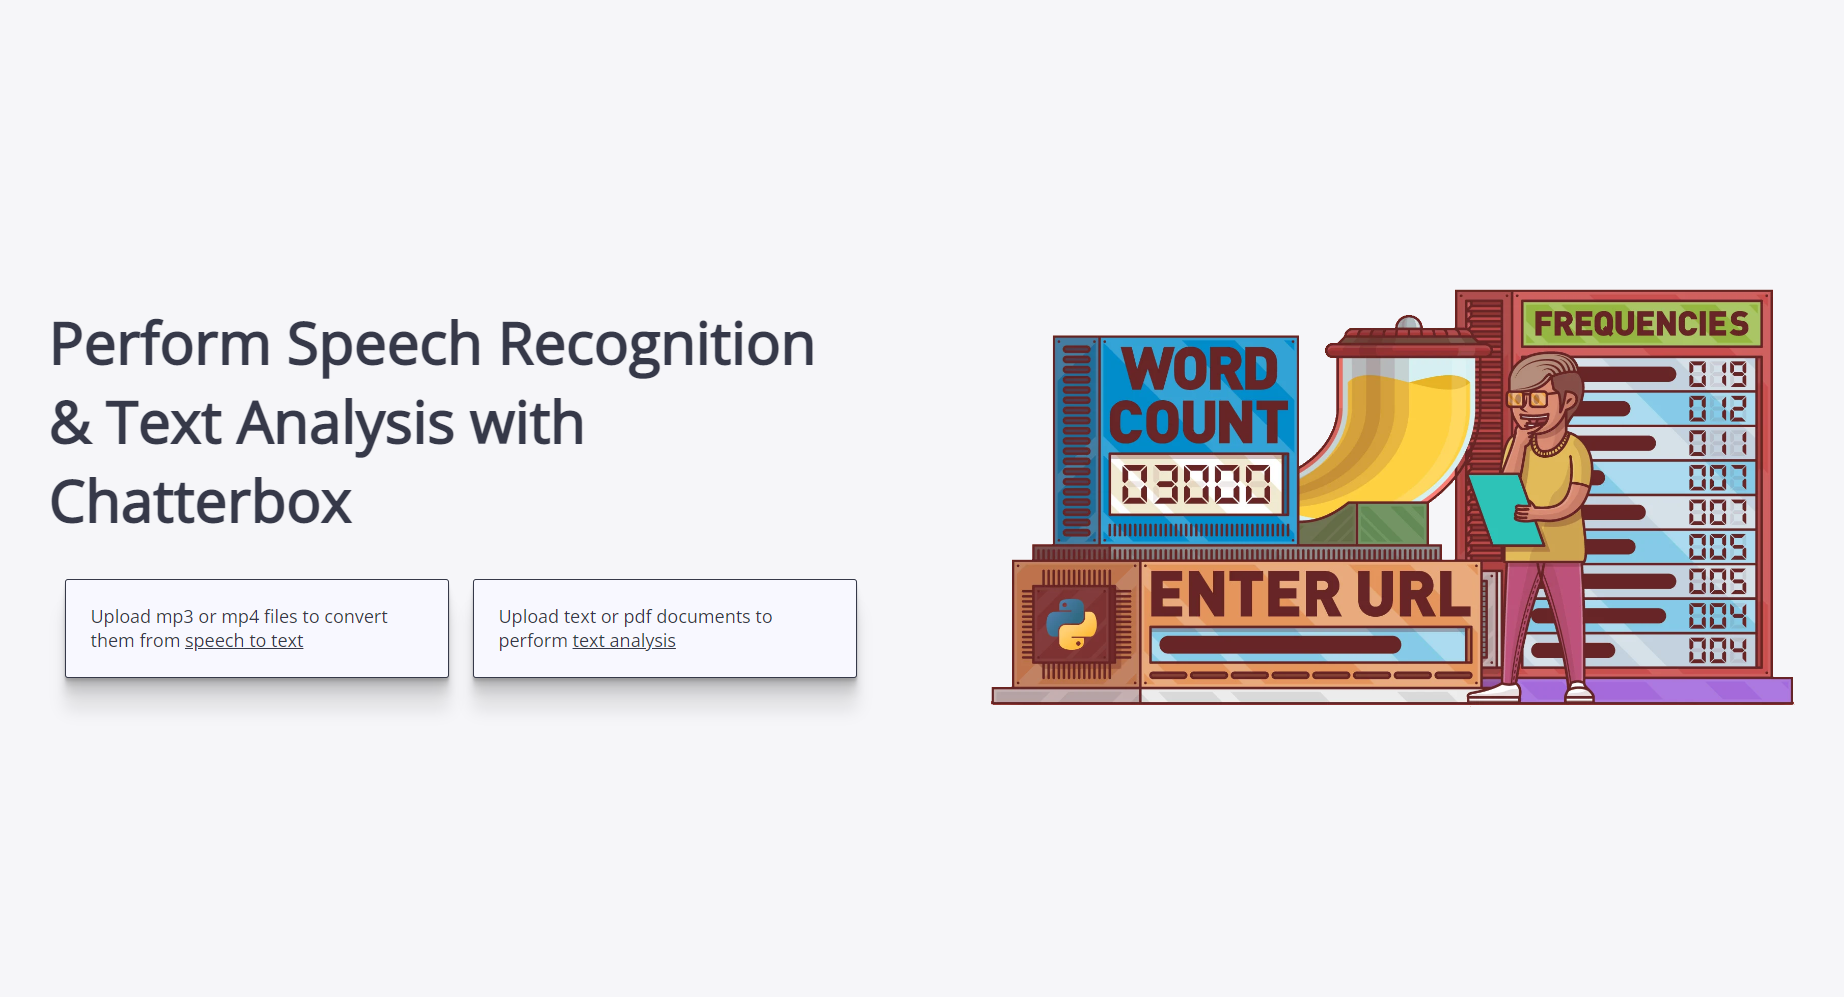 Perform Speech Recognition
& Text Analysis with
Chatterbox
Upload mp3 or mp4 files to convert
them from speech to text
Upload text or pdf documents to
perform text analysis
WORD
COUNT
03000
ENTER URL
FREQUENCIES
019
012
011
007
007
005
005
004
004